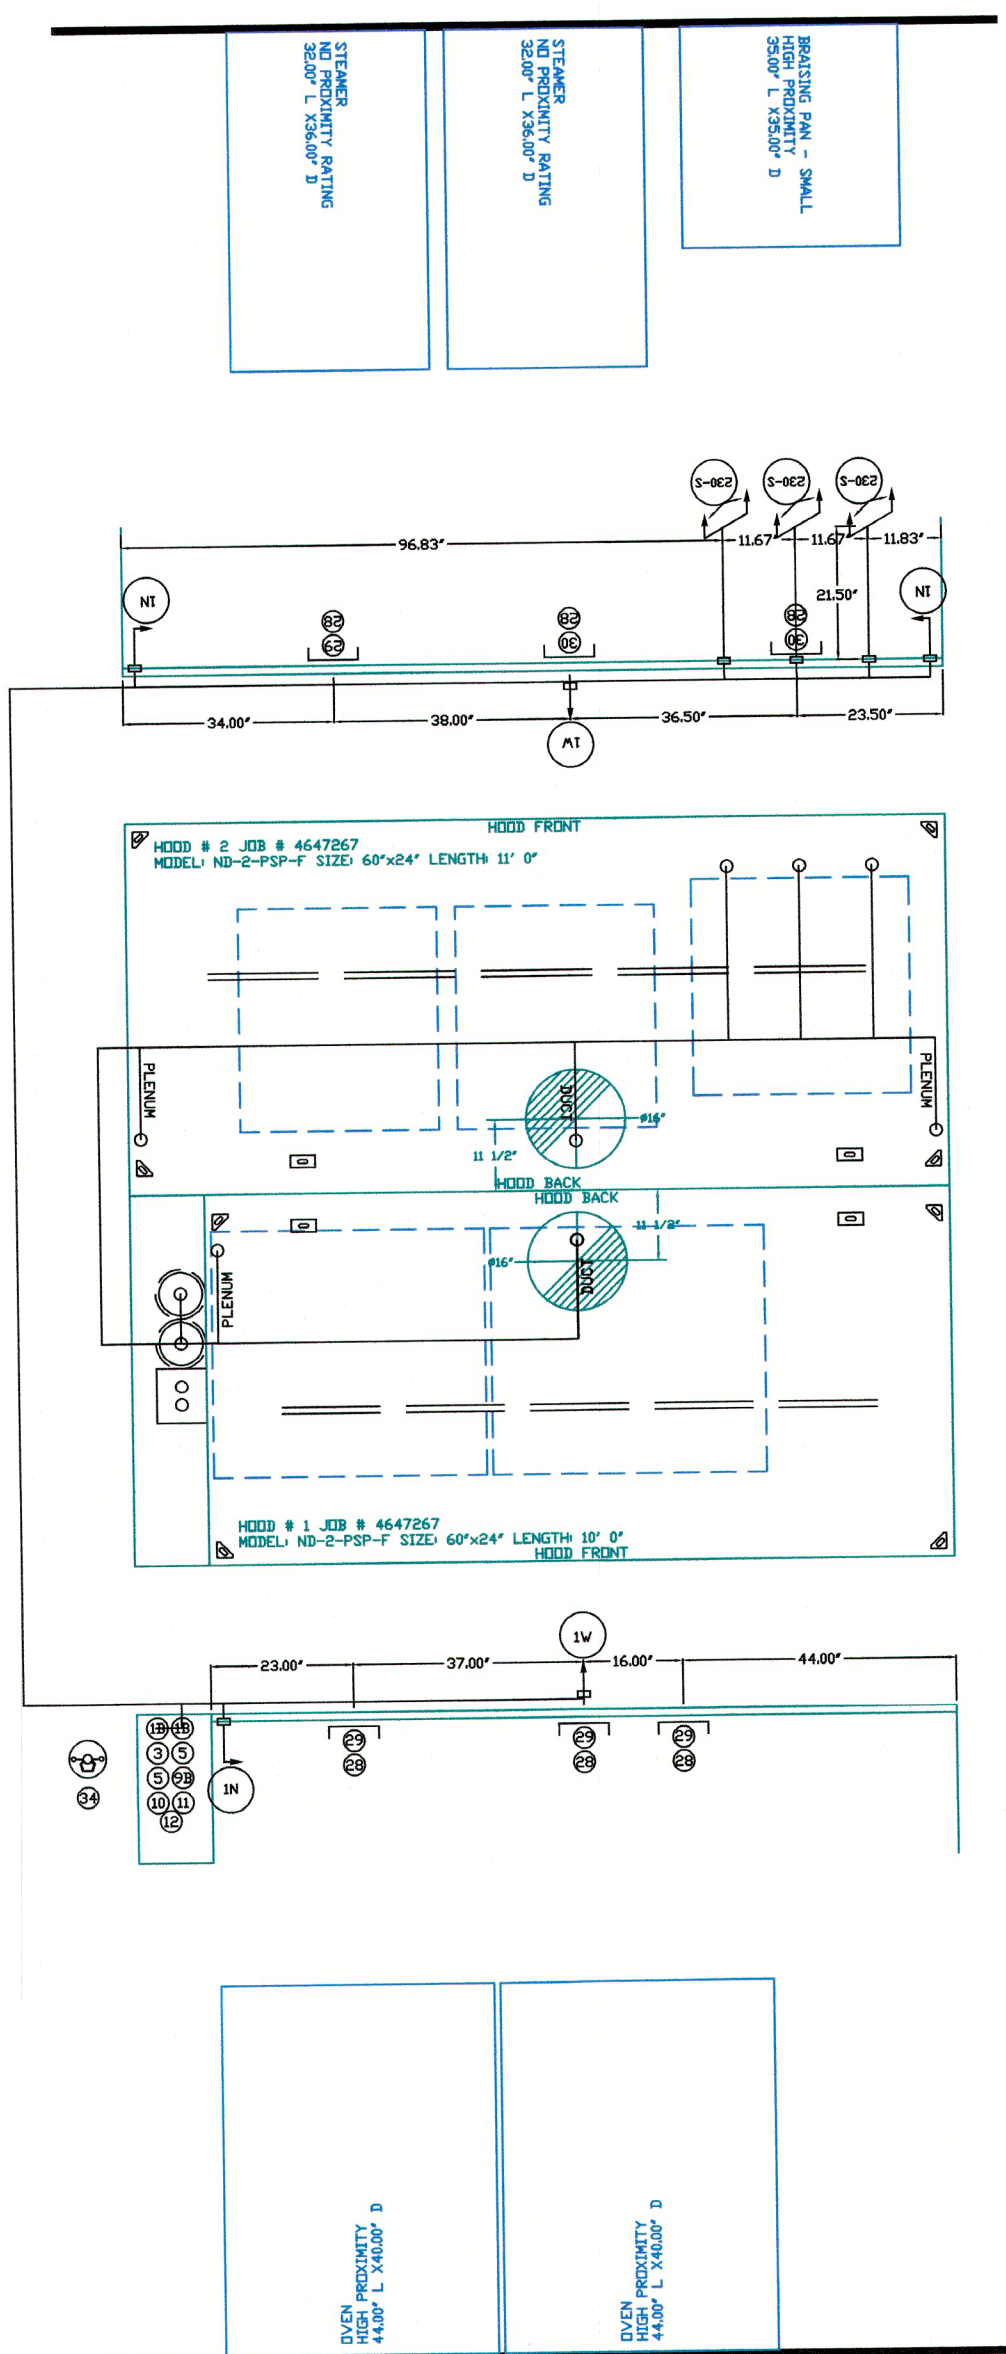 STEAMER
NO PROXIMITY RATING
32.00" L X36.00" D
STEAMER
NO PROXIMITY RATING
32.00" L X36.00" D
BRAISING PAN - SMALL
HIGH PROXIMITY
35.00" L X35.00" D
230-S
230-S
230-S
96.83"
11.67"
11.67"
11.83"
21.50"
1N
1N
28
29
28
30
28
30
34.00"
38.00"
36.50"
23.50"
1W
HOOD FRONT
HOOD # 2 JOB # 4647267
MODEL: ND-2-PSP-F SIZE: 60"x24" LENGTH: 11' 0"
PLENUM
DUCT
PLENUM
ø16"
11 1/2"
HOOD BACK
HOOD BACK
11 1/2"
ø16"
DUCT
PLENUM
HOOD # 1 JOB # 4647267
MODEL: ND-2-PSP-F SIZE: 60"x24" LENGTH: 10' 0"
HOOD FRONT
1W
23.00"
37.00"
16.00"
44.00"
1B
3 5
5 9B
10 11
12
34
1N
29
28
29
28
29
28
OVEN
HIGH PROXIMITY
44.00" L X40.00" D
OVEN
HIGH PROXIMITY
44.00" L X40.00" D